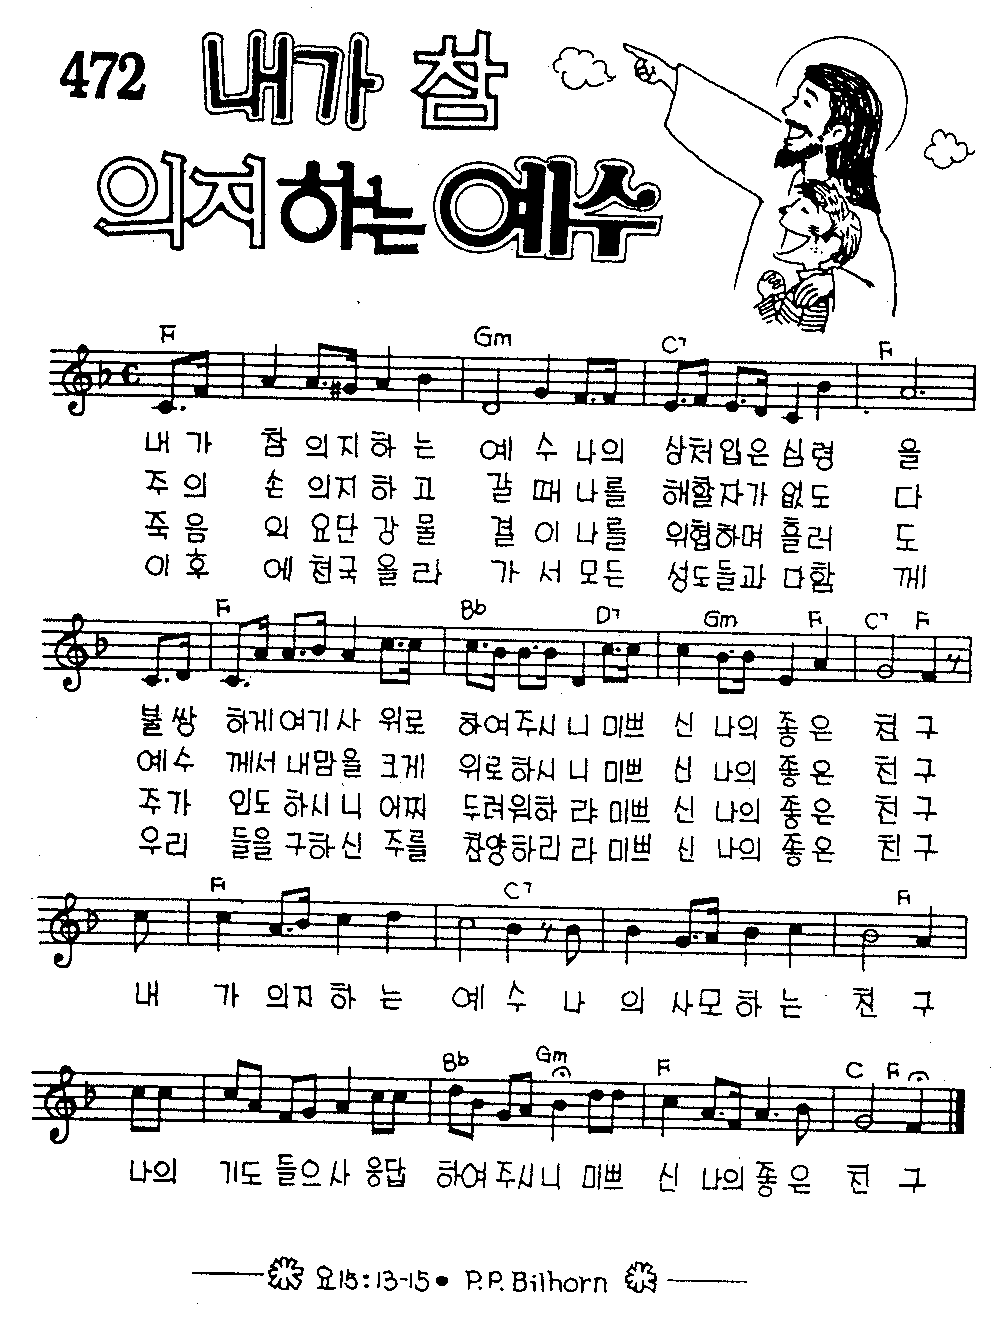 472 내가 참
의지하는 예수
F Gm C7 F
내 가 참 의 지 하 는 예 수 나의 상처입은 심령 을
주 의 손 의지 하 고 갈 때 나를 해할자가 없도 다
죽 음 의 요단 강 물 결 이 나를 위협하며 흘러 도
이 후 에 천국 올 라 가 서 모든 성도들과 다함 께
F Bb D7 Gm F C7 F
불쌍 하게여기사 위로 하여주시 니 미쁘 신 나의 좋은 친구
예수 께서 내맘을 크게 위로하시 니 미쁘 신 나의 좋은 친구
주가 인도 하시 니 어찌 두려워하 랴 미쁘 신 나의 좋은 친구
우리 들을 구하신 주를 찬양하리 라 미쁘 신 나의 좋은 친구
F C7 F
내 가 의지 하 는 예 수 나 의 사모 하 는 친 구
Bb Gm F C F
나의 기도 들으사 응답 하여주시니 미쁘 신 나의 좋은 친 구
요15:13-15 • P.P.Bilhorn